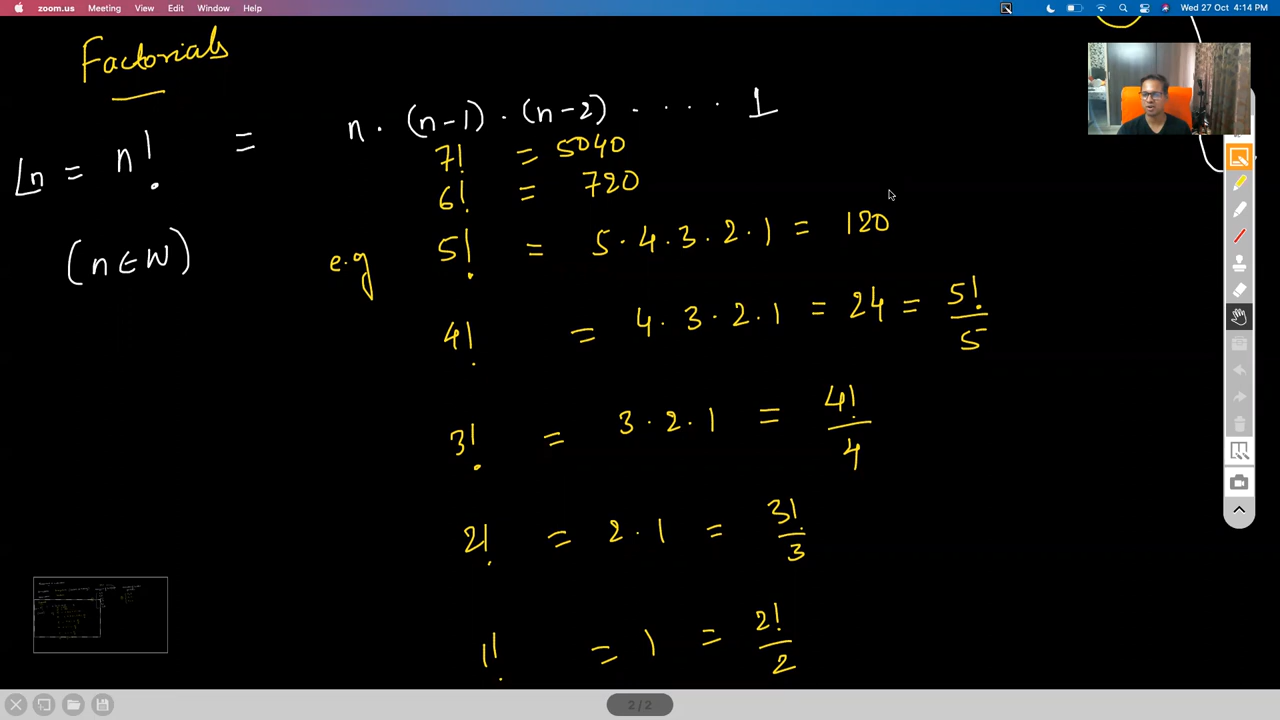 zoom.us Meeting View Edit Window Help Wed 27 Oct 4:14 PM
Factorials
∟n = n! = n · (n-1) · (n-2) · · · · 1
7! = 5040
6! = 720
(n ∈ W)
e.g 5! = 5 · 4 · 3 · 2 · 1 = 120
4! = 4 · 3 · 2 · 1 = 24 = 5!/5
3! = 3 · 2 · 1 = 4!/4
2! = 2 · 1 = 3!/3
1! = 1 = 2!/2
2 / 2